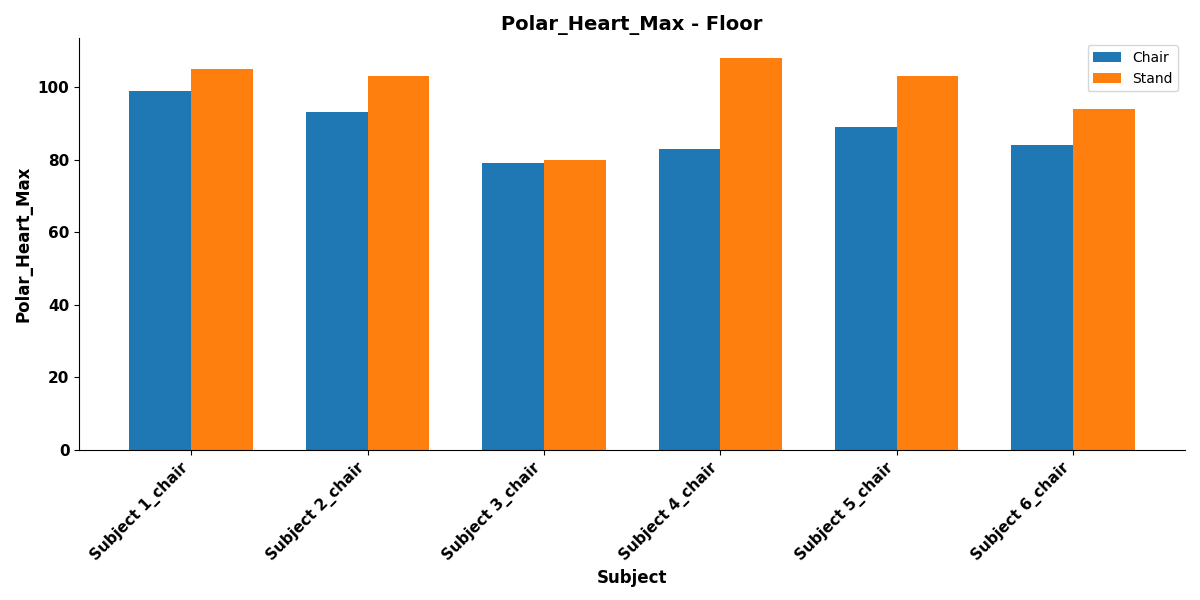 Polar_Heart_Max - Floor
Chair
Stand
Polar_Heart_Max
100
80
60
40
20
0
Subject 1_chair
Subject 2_chair
Subject 3_chair
Subject 4_chair
Subject 5_chair
Subject 6_chair
Subject